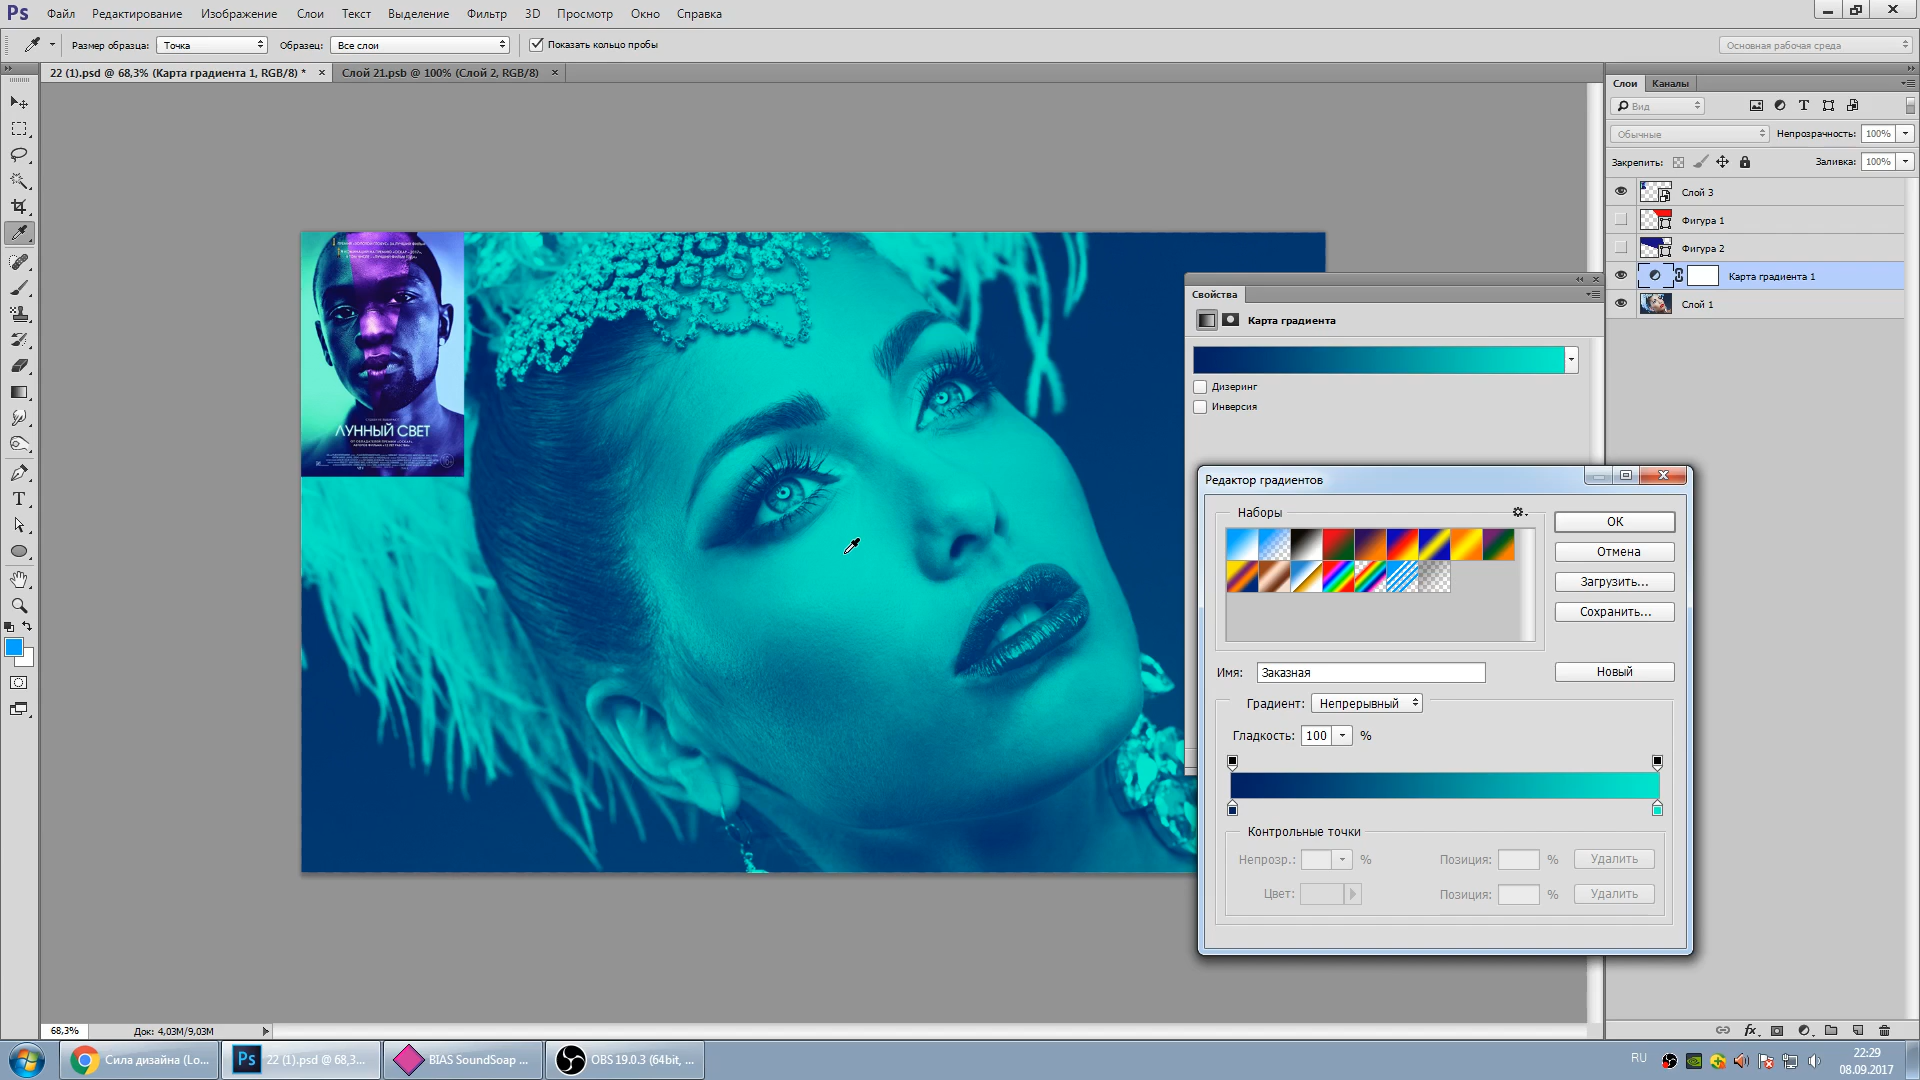 Ps Файл Редактирование Изображение Слои Текст Выделение Фильтр 3D Просмотр Окно Справка
Размер образца: Точка Образец: Все слои Показать кольцо пробы Основная рабочая среда
22 (1).psd @ 68,3% (Карта градиента 1, RGB/8) * × Слой 21.psb @ 100% (Слой 2, RGB/8) ×
Слои Каналы
Вид
Обычные Непрозрачность: 100%
Закрепить: Заливка: 100%
Слой 3
Фигура 1
Фигура 2
Карта градиента 1
Слой 1
ЛУННЫЙ СВЕТ
Свойства
Карта градиента
Дизеринг
Инверсия
Редактор градиентов
Наборы
ОК
Отмена
Загрузить...
Сохранить...
Имя: Заказная Новый
Градиент: Непрерывный
Гладкость: 100 %
Контрольные точки
Непрозр.: % Позиция: % Удалить
Цвет: Позиция: % Удалить
68,3% Док: 4,03M/9,03M
Сила дизайна (Lo... Ps 22 (1).psd @ 68,3... BIAS SoundSoap ... OBS 19.0.3 (64bit, ... RU 22:29
08.09.2017